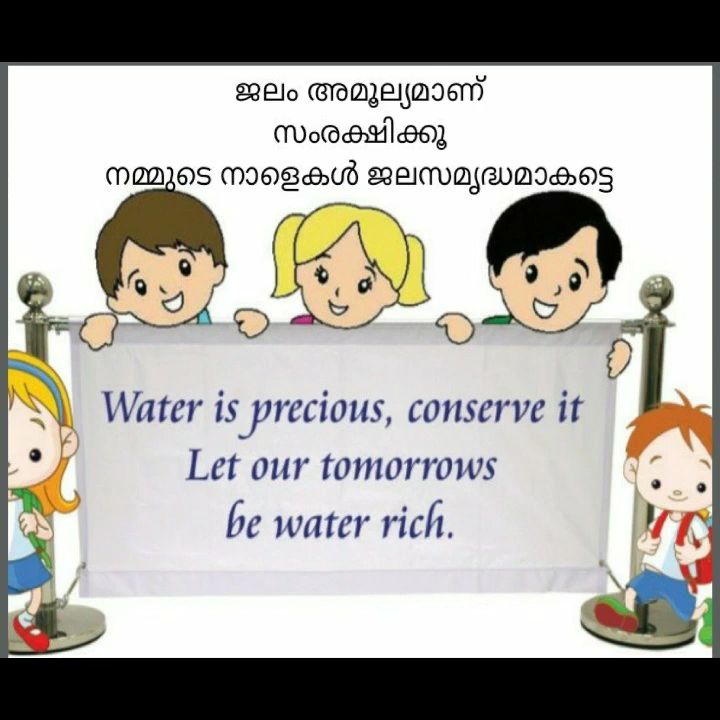 ജലം അമൂല്യമാണ്
സംരക്ഷിക്കൂ
നമ്മുടെ നാളെകൾ ജലസമൃദ്ധമാകട്ടെ
Water is precious, conserve it
Let our tomorrows
be water rich.